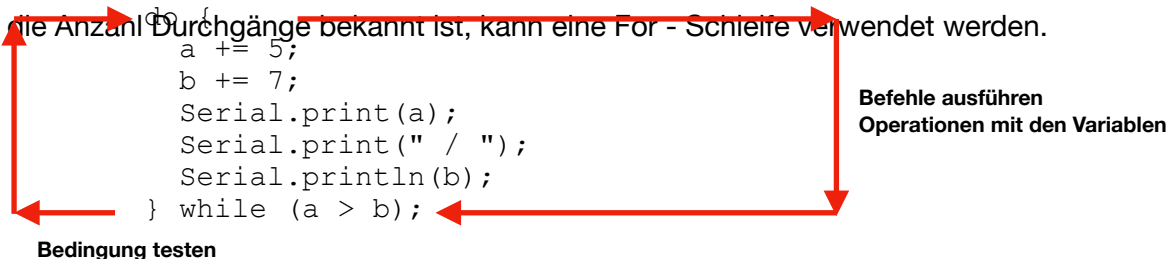 do {
die Anzahl Durchgänge bekannt ist, kann eine For - Schleife verwendet werden.
a += 5;
b += 7;
Serial.print(a);
Serial.print(" / ");
Serial.println(b);
} while (a > b);
Befehle ausführen
Operationen mit den Variablen
Bedingung testen